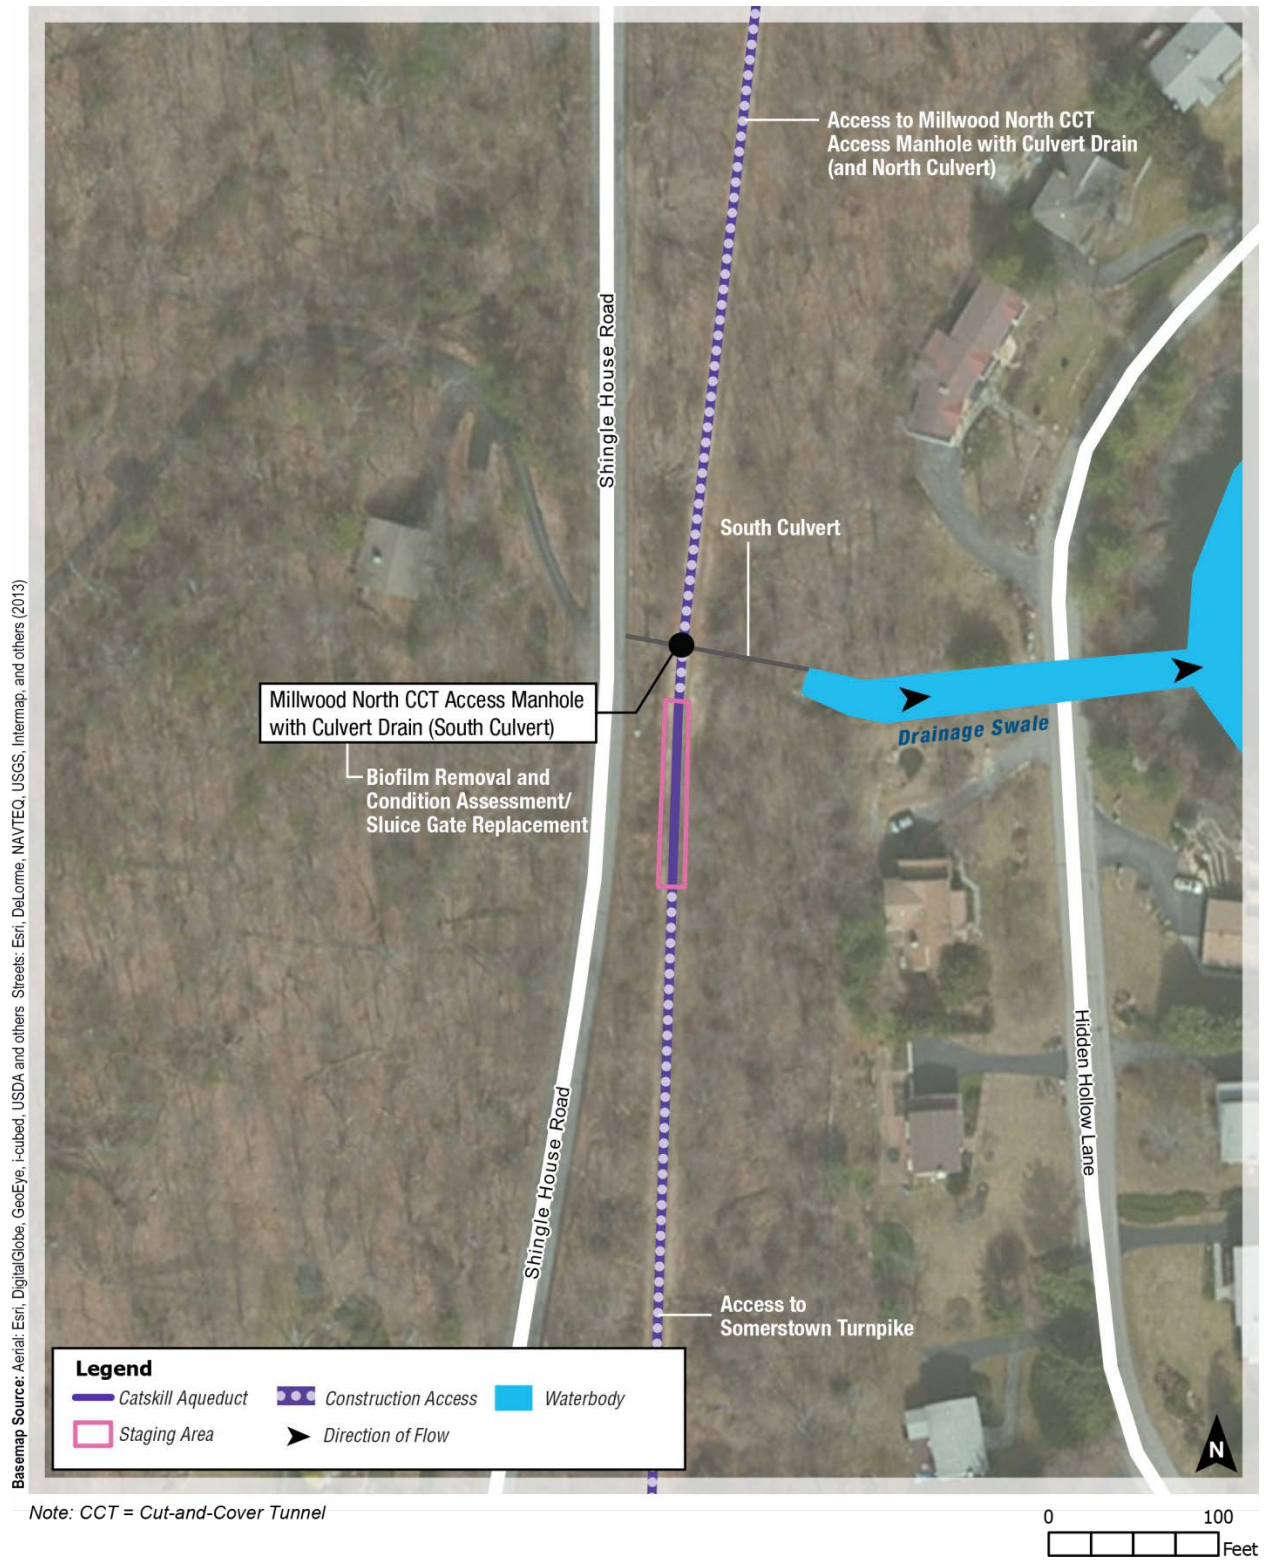 Access to Millwood North CCT
Access Manhole with Culvert Drain
(and North Culvert)
Shingle House Road
South Culvert
Millwood North CCT Access Manhole
with Culvert Drain (South Culvert)
Drainage Swale
Biofilm Removal and
Condition Assessment/
Sluice Gate Replacement
Hidden Hollow Lane
Shingle House Road
Access to
Somerstown Turnpike
Legend
Catskill Aqueduct
Construction Access
Waterbody
Staging Area
Direction of Flow
N
Basemap Source: Aerial: Esri, DigitalGlobe, GeoEye, i-cubed, USDA and others Streets: Esri, DeLorme, NAVTEQ, USGS, Intermap, and others (2013)
Note: CCT = Cut-and-Cover Tunnel
0 100
Feet